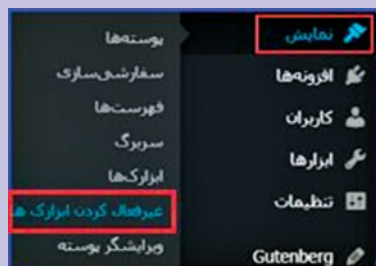 نمایش
افزونه‌ها
کاربران
ابزارها
تنظیمات
Gutenberg
پوسته‌ها
سفارشی‌سازی
فهرست‌ها
سربرگ
ابزارک‌ها
غیرفعال کردن ابزارک ها
ویرایشگر پوسته